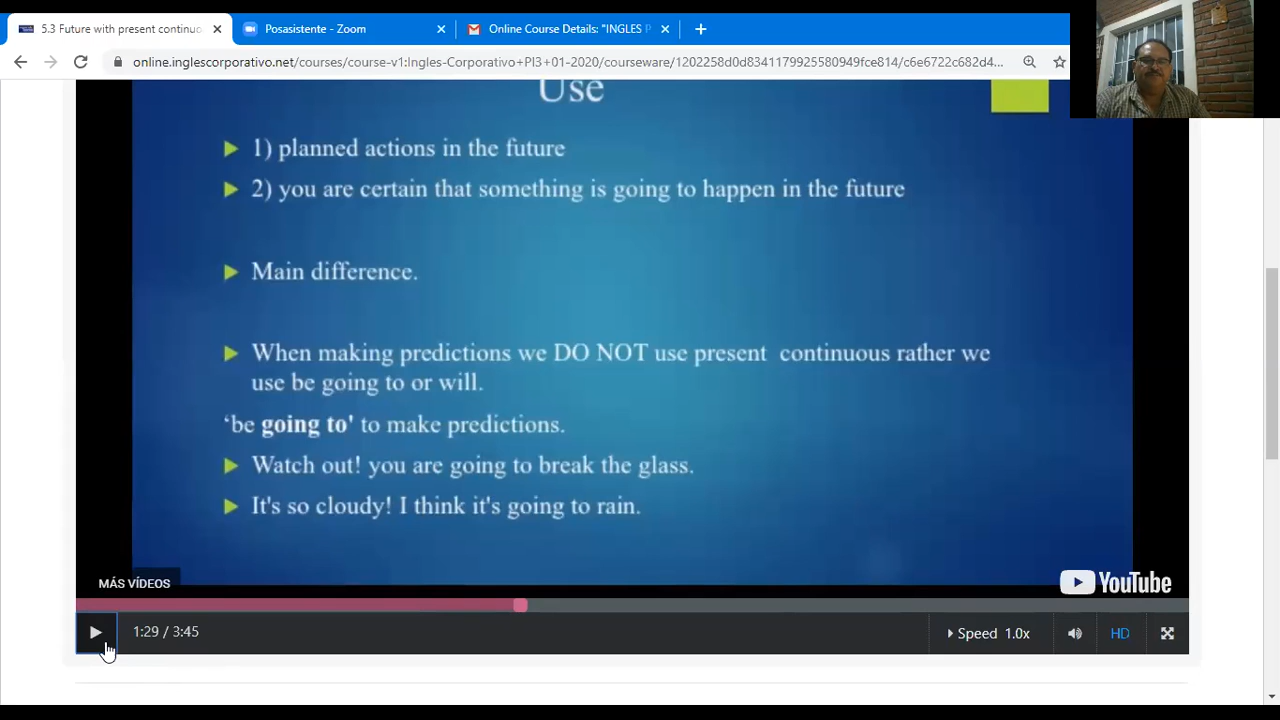 5.3 Future with present continuo
Posasistente - Zoom
Online Course Details: "INGLES P
online.inglescorporativo.net/courses/course-v1:Ingles-Corporativo+PI3+01-2020/courseware/1202258d0d8341179925580949fce814/c6e6722c682d4...
Use
1) planned actions in the future
2) you are certain that something is going to happen in the future
Main difference.
When making predictions we DO NOT use present continuous rather we
use be going to or will.
‘be going to' to make predictions.
Watch out! you are going to break the glass.
It's so cloudy! I think it's going to rain.
MÁS VÍDEOS
YouTube
1:29 / 3:45
Speed 1.0x
HD